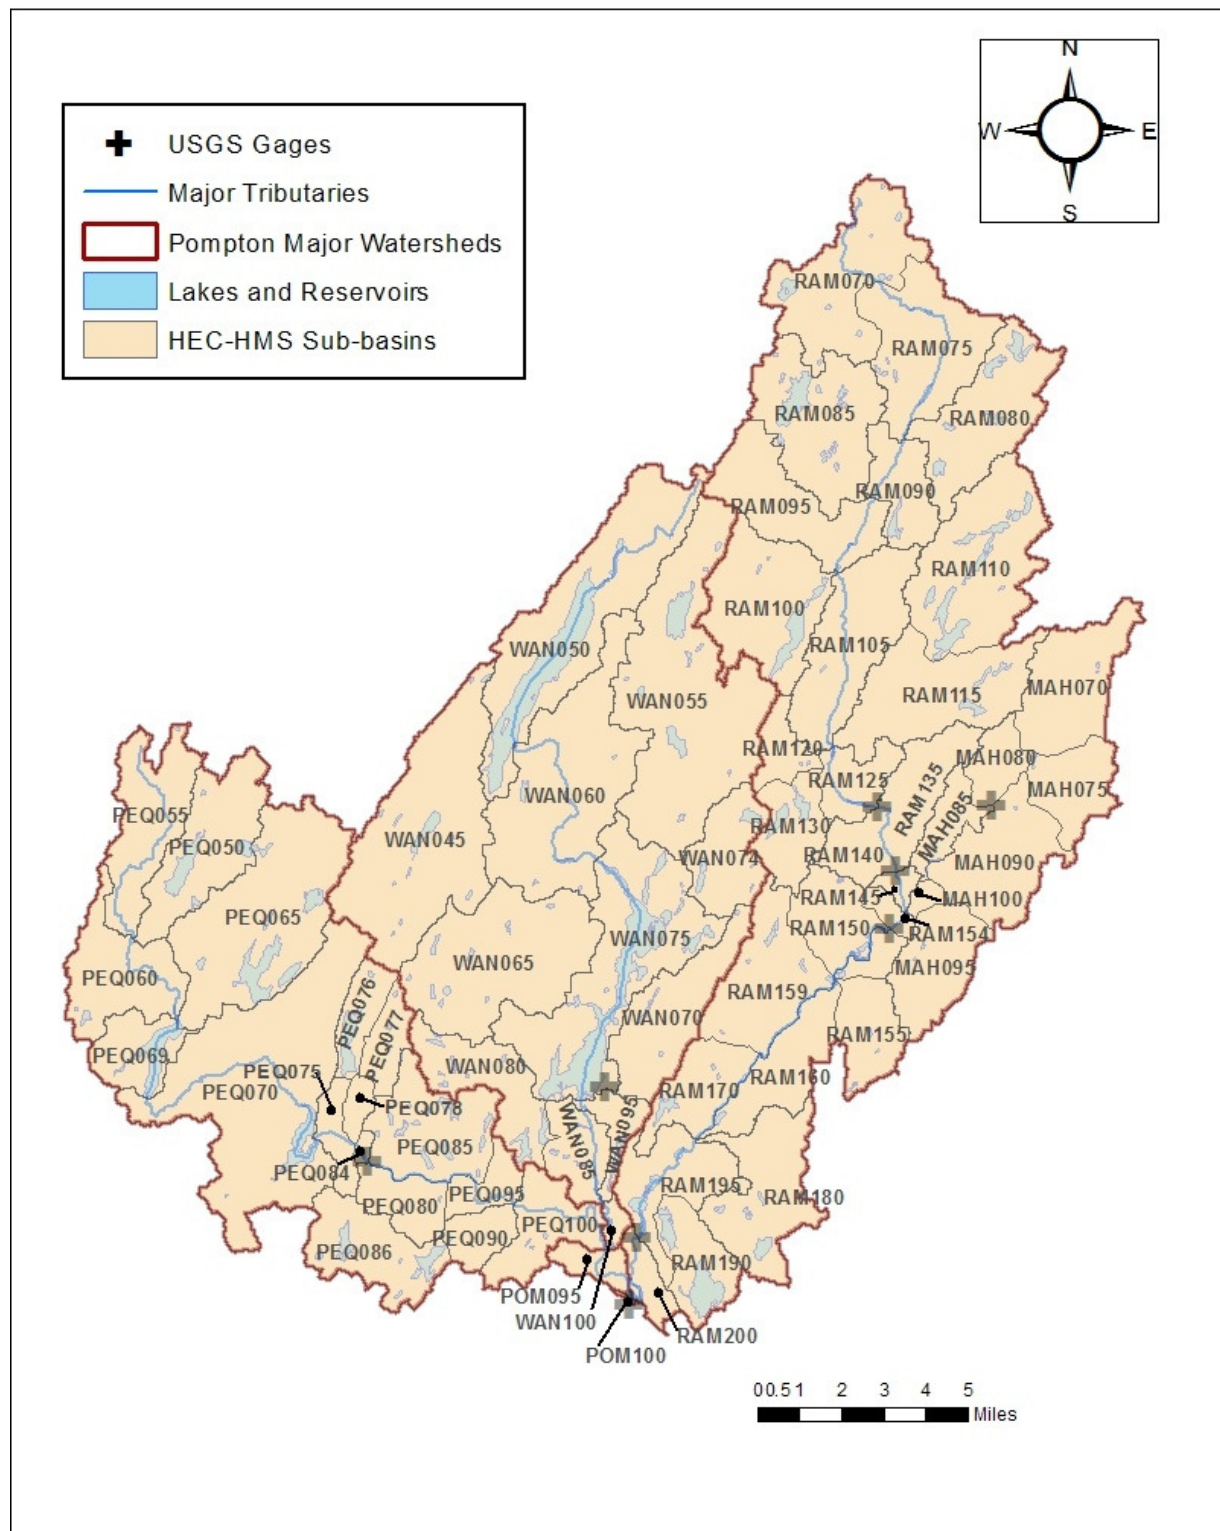 N
W E
S
USGS Gages
Major Tributaries
Pompton Major Watersheds
Lakes and Reservoirs
HEC-HMS Sub-basins
RAM070
RAM075
RAM085
RAM080
RAM090
RAM095
RAM110
RAM100
RAM105
WAN050
WAN055
RAM115
MAH070
RAM120
MAH080
RAM125
RAM135
MAH075
WAN060
PEQ055
RAM130
MAH085
WAN045
PEQ050
WAN074
RAM140
MAH090
RAM145
MAH100
PEQ065
RAM150
RAM154
WAN075
WAN065
MAH095
PEQ060
PEQ076
RAM159
WAN070
RAM155
PEQ077
PEQ069
WAN080
PEQ075
RAM160
PEQ070
RAM170
PEQ078
WAN095
WAN085
PEQ085
PEQ084
RAM195
PEQ095
RAM180
PEQ080
PEQ100
PEQ090
PEQ086
RAM190
POM095
WAN100
RAM200
POM100
0 0.5 1 2 3 4 5
Miles